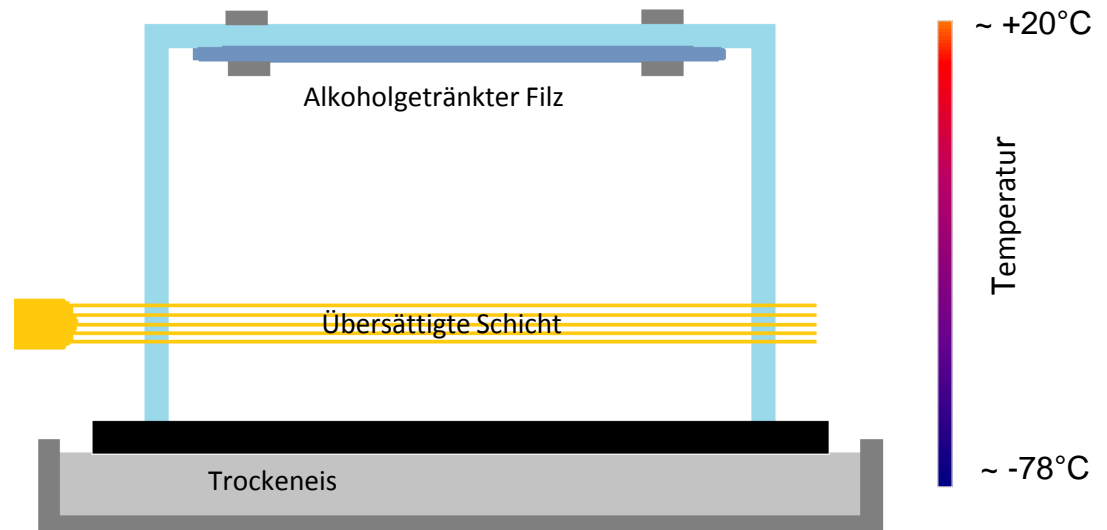 ~ +20°C
Alkoholgetränkter Filz
Temperatur
Übersättigte Schicht
~ -78°C
Trockeneis